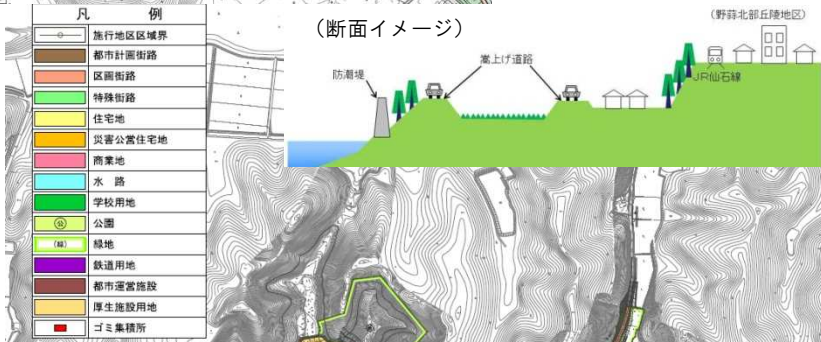 凡 例
施行地区区域界
都市計画街路
区画街路
特殊街路
住宅地
災害公営住宅地
商業地
水 路
学校用地
公 公園
(緑) 緑地
鉄道用地
都市運営施設
厚生施設用地
ゴミ集積所
(断面イメージ)
(野蒜北部丘陵地区)
防潮堤
嵩上げ道路
JR仙石線